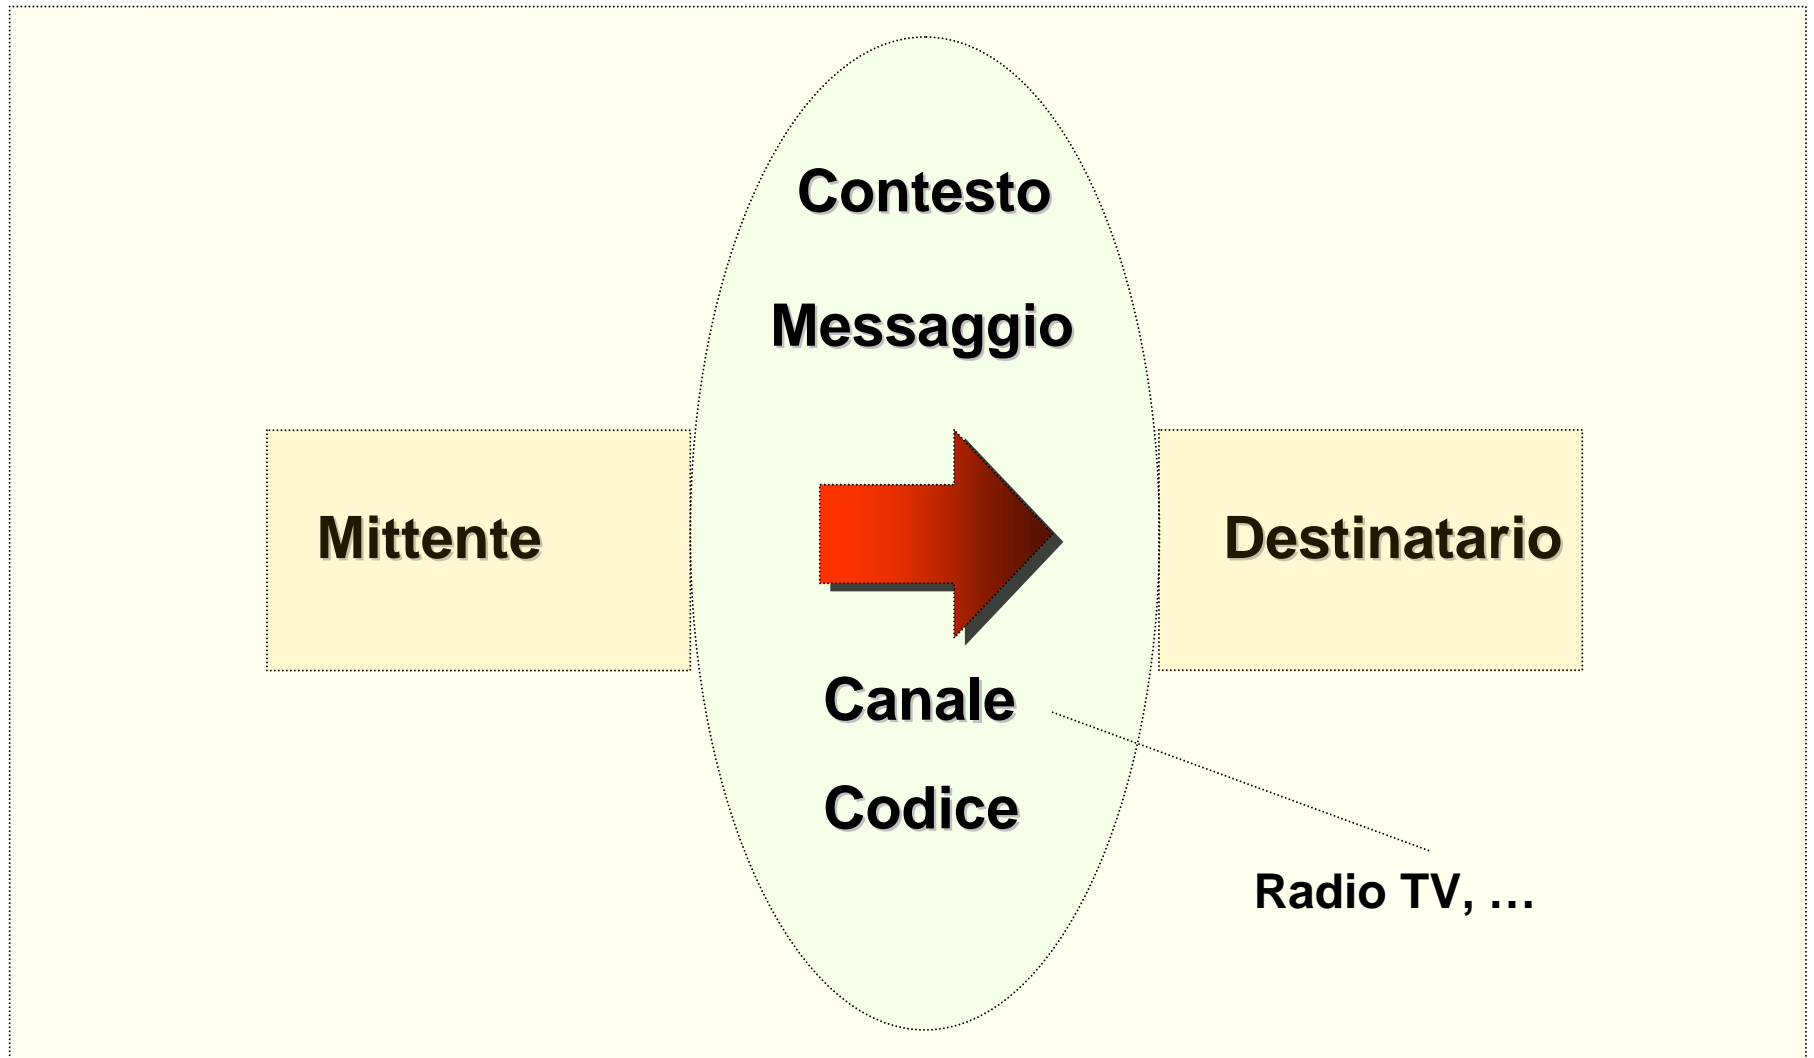 Contesto
Messaggio
Mittente
Destinatario
Canale
Codice
Radio TV, …